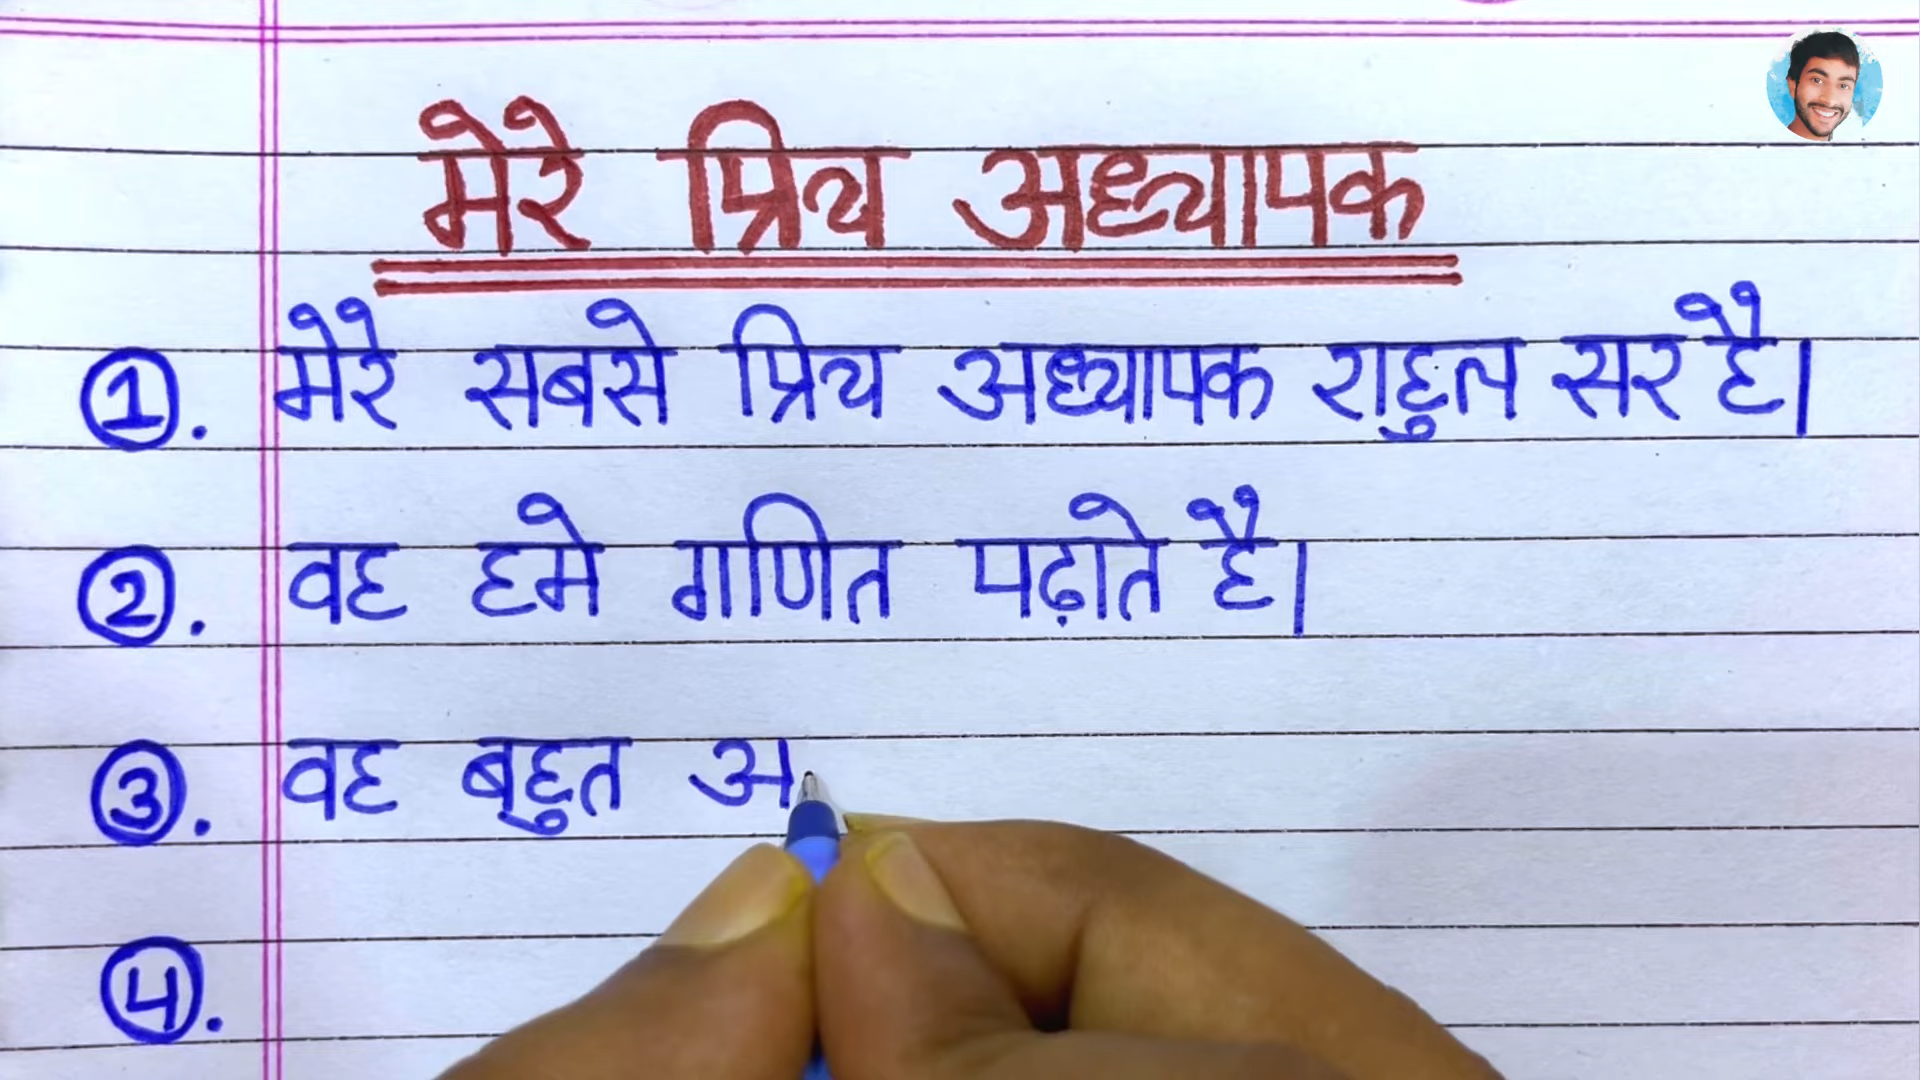 मेरे प्रिय अध्यापक
①. मेरे सबसे प्रिय अध्यापक राहुल सर है।
②. वह हमे गणित पढ़ाते है।
③. वह बहुत अ
④.